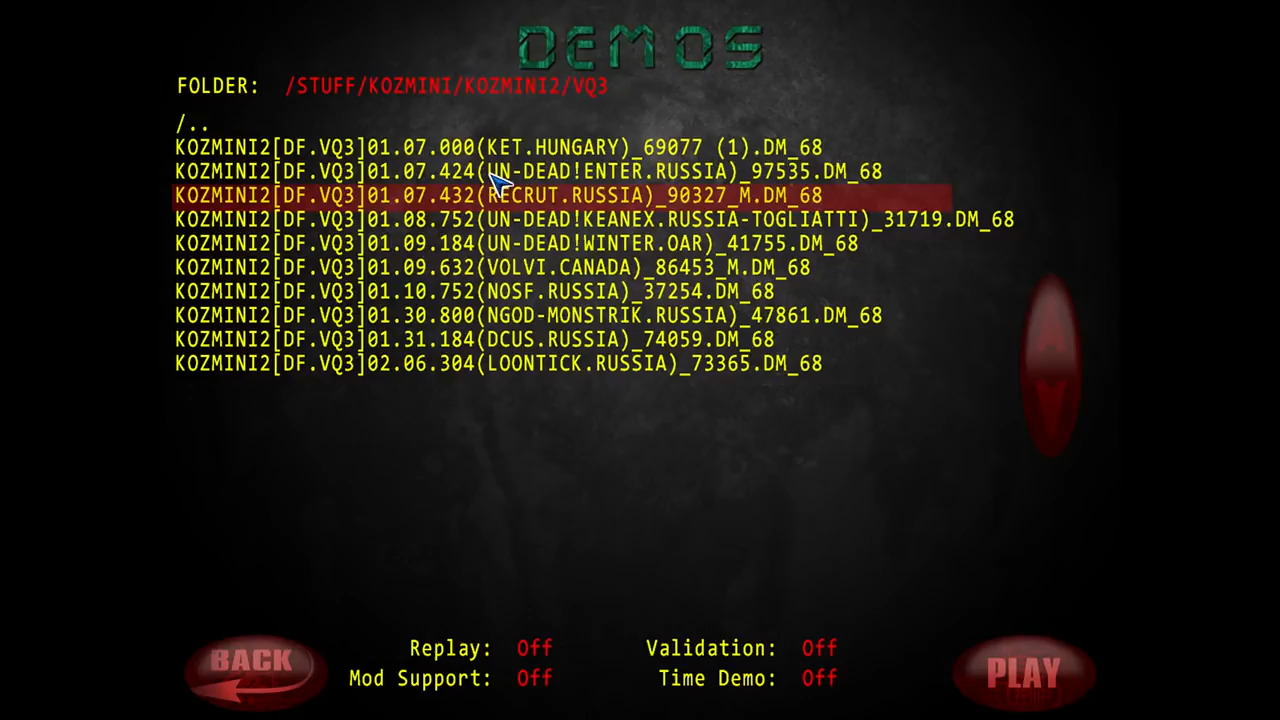 DEMOS
FOLDER: /STUFF/KOZMINI/KOZMINI2/VQ3
/..
KOZMINI2[DF.VQ3]01.07.000(KET.HUNGARY)_69077 (1).DM_68
KOZMINI2[DF.VQ3]01.07.424(UN-DEAD!ENTER.RUSSIA)_97535.DM_68
KOZMINI2[DF.VQ3]01.07.432(RECRUT.RUSSIA)_90327_M.DM_68
KOZMINI2[DF.VQ3]01.08.752(UN-DEAD!KEANEX.RUSSIA-TOGLIATTI)_31719.DM_68
KOZMINI2[DF.VQ3]01.09.184(UN-DEAD!WINTER.OAR)_41755.DM_68
KOZMINI2[DF.VQ3]01.09.632(VOLVI.CANADA)_86453_M.DM_68
KOZMINI2[DF.VQ3]01.10.752(NOSF.RUSSIA)_37254.DM_68
KOZMINI2[DF.VQ3]01.30.800(NGOD-MONSTRIK.RUSSIA)_47861.DM_68
KOZMINI2[DF.VQ3]01.31.184(DCUS.RUSSIA)_74059.DM_68
KOZMINI2[DF.VQ3]02.06.304(LOONTICK.RUSSIA)_73365.DM_68
Replay: Off Validation: Off
Mod Support: Off Time Demo: Off
BACK PLAY